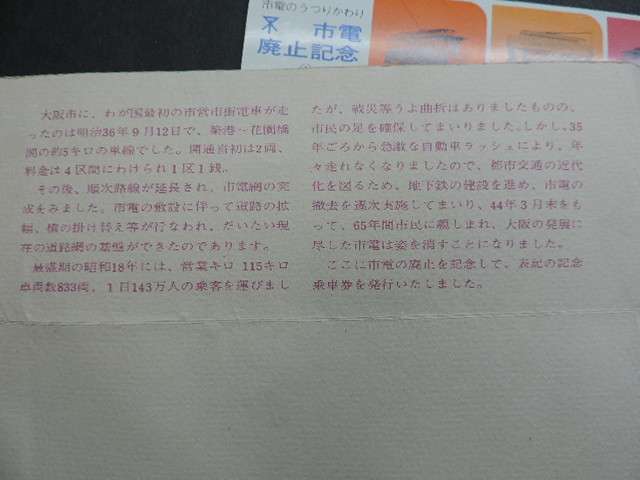 市電のうつりかわり
市電
廃止記念
大阪市に、わが国最初の市営市街電車が走
ったのは明治36年9月12日で、築港〜花園橋
間の約5キロの単線でした。開通当初は2両、
料金は4区間にわけられ1区1銭。
その後、順次路線が延長され、市電網の完
成をみました。市電の敷設に伴って道路の拡
幅、橋の掛け替え等が行なわれ、だいたい現
在の道路網の基盤ができたのであります。
最盛期の昭和18年には、営業キロ 115キロ
車両数833両、1日143万人の乗客を運びまし
たが、戦災等うよ曲折はありましたものの、
市民の足を確保してまいりました。しかし、35
年ごろから急激な自動車ラッシュにより、年
々走れなくなりましたので、都市交通の近代
化を図るため、地下鉄の建設を進め、市電の
撤去を逐次実施してまいり、44年3月末をも
って、65年間市民に親しまれ、大阪の発展に
尽した市電は姿を消すことになりました。
ここに市電の廃止を記念して、表記の記念
乗車券を発行いたしました。